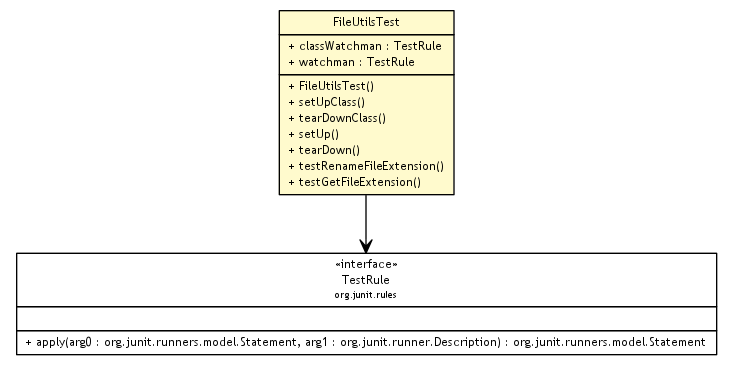 FileUtilsTest
+ classWatchman : TestRule
+ watchman : TestRule
+ FileUtilsTest()
+ setUpClass()
+ tearDownClass()
+ setUp()
+ tearDown()
+ testRenameFileExtension()
+ testGetFileExtension()
«interface»
TestRule
org.junit.rules
+ apply(arg0 : org.junit.runners.model.Statement, arg1 : org.junit.runner.Description) : org.junit.runners.model.Statement